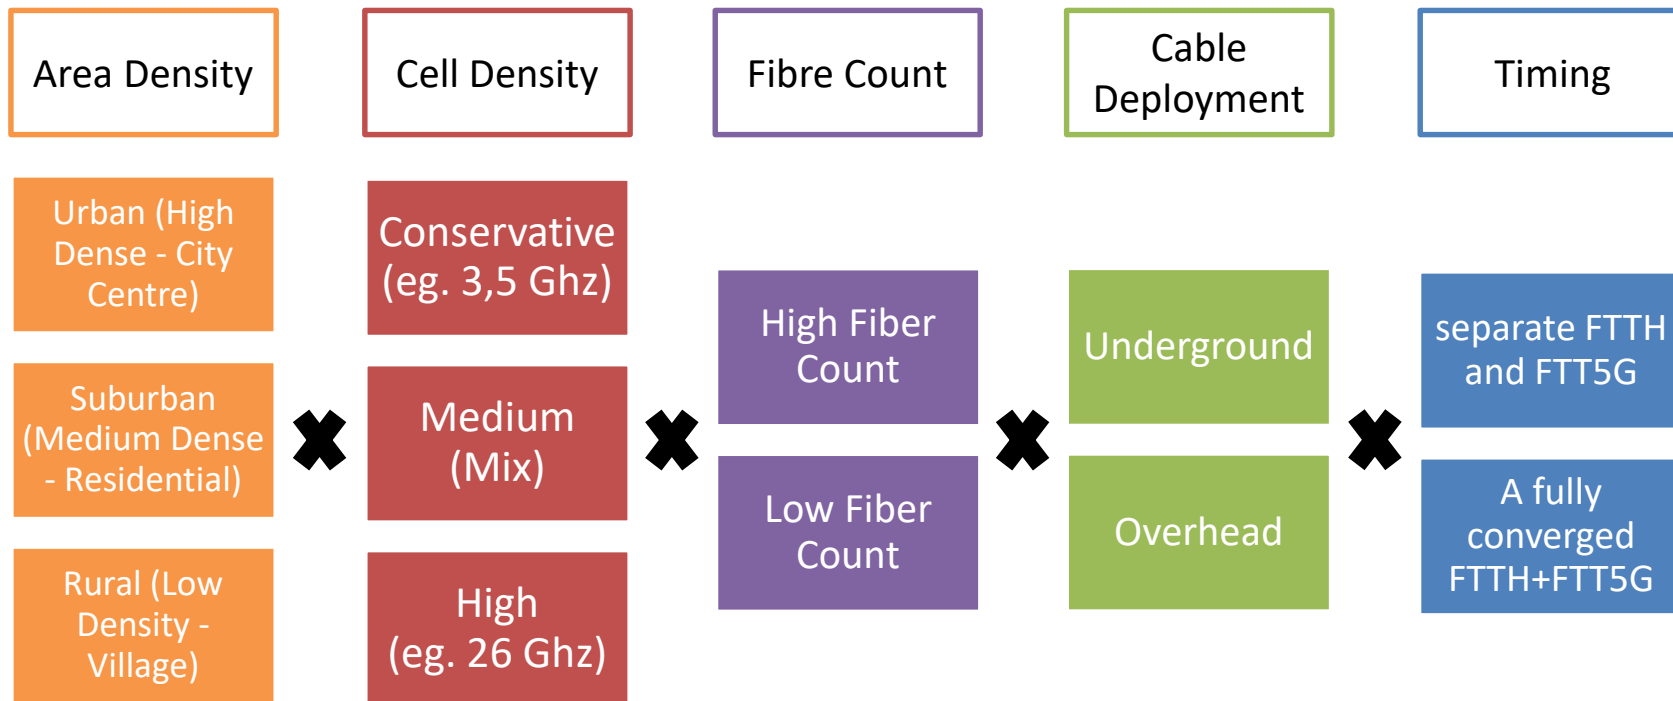 Area Density
Cell Density
Fibre Count
Cable
Deployment
Timing
Urban (High
Dense - City
Centre)
Suburban
(Medium Dense
- Residential)
Rural (Low
Density -
Village)
Conservative
(eg. 3,5 Ghz)
Medium
(Mix)
High
(eg. 26 Ghz)
High Fiber
Count
Low Fiber
Count
Underground
Overhead
separate FTTH
and FTT5G
A fully
converged
FTTH+FTT5G